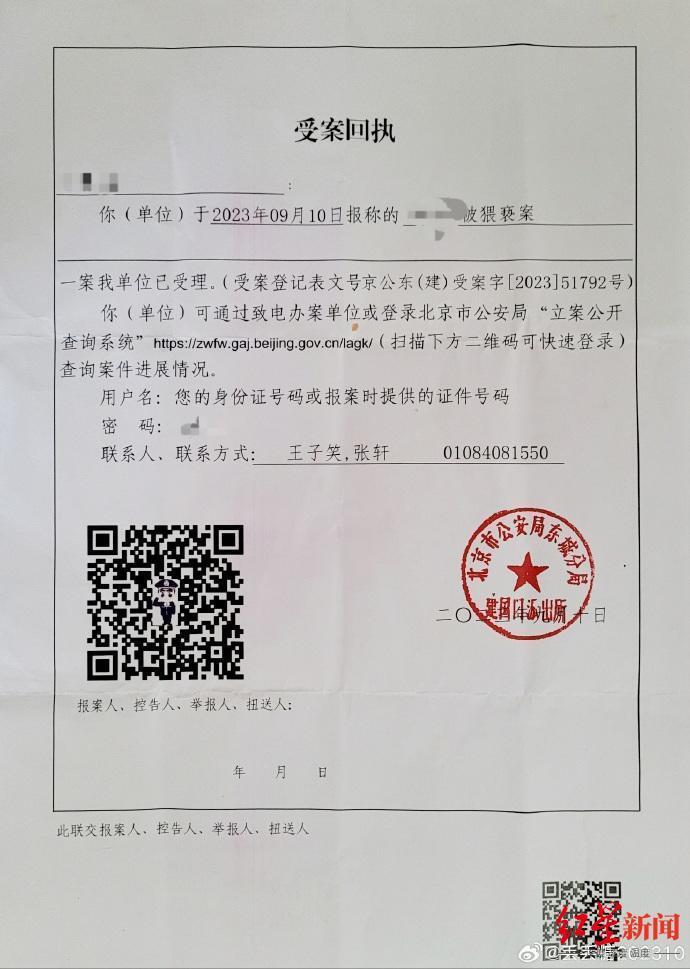 受案回执
:
你(单位)于2023年09月10日报称的 被猥亵案
一案我单位已受理。(受案登记表文号京公东(建)受案字[2023]51792号)
你(单位)可通过致电办案单位或登录北京市公安局“立案公开
查询系统”https://zwfw.gaj.beijing.gov.cn/lagk/(扫描下方二维码可快速登录)
查询案件进展情况。
用户名:您的身份证号码或报案时提供的证件号码
密 码:
联系人、联系方式: 王子笑,张轩 01084081550
北京市公安局东城分局
建国门派出所
二〇二三年九月十日
报案人、控告人、举报人、扭送人:
年 月 日
此联交报案人、控告人、举报人、扭送人
红星新闻